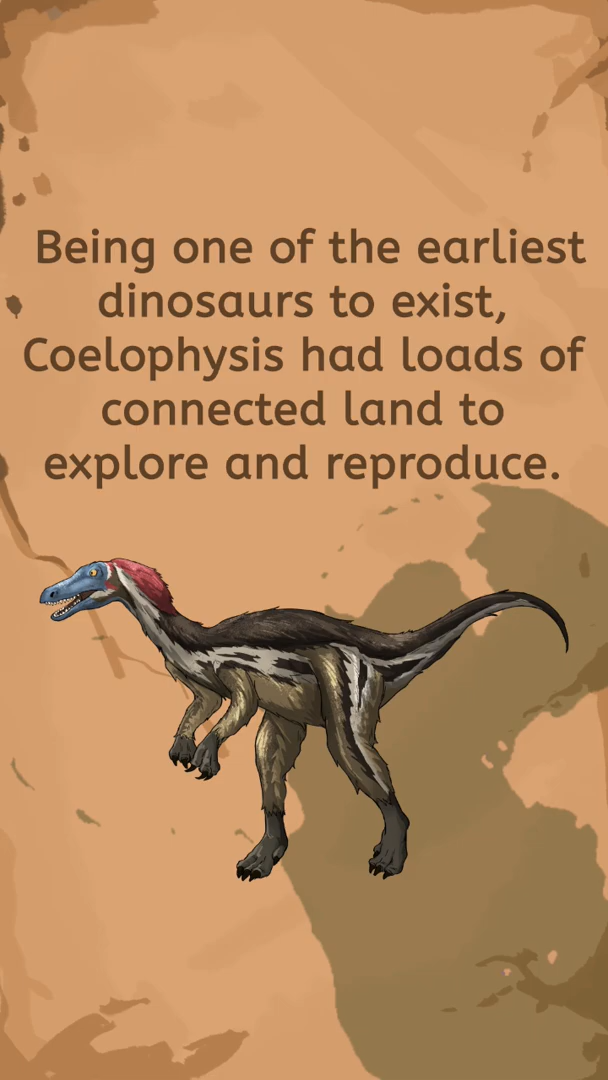 Being one of the earliest
dinosaurs to exist,
Coelophysis had loads of
connected land to
explore and reproduce.